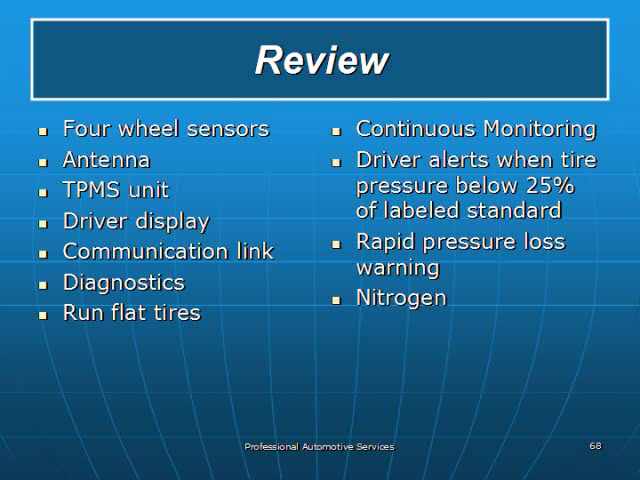 Review
Four wheel sensors
Antenna
TPMS unit
Driver display
Communication link
Diagnostics
Run flat tires
Continuous Monitoring
Driver alerts when tire
pressure below 25%
of labeled standard
Rapid pressure loss
warning
Nitrogen
Professional Automotive Services
68